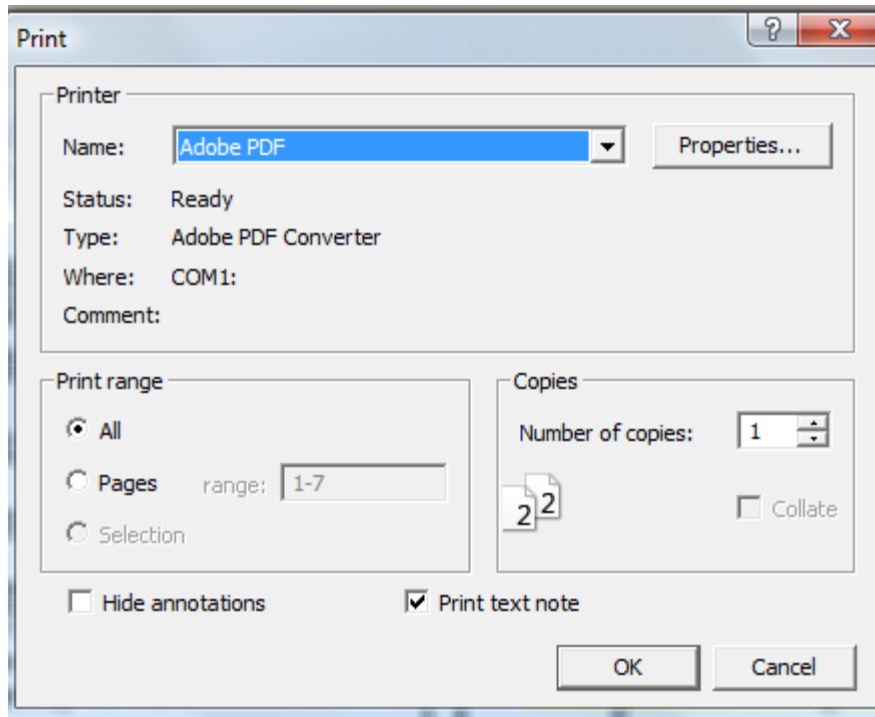 Print
Printer
Name: Adobe PDF Properties...
Status: Ready
Type: Adobe PDF Converter
Where: COM1:
Comment:
Print range
All
Pages range: 1-7
Selection
Copies
Number of copies: 1
2 2
Collate
Hide annotations Print text note
OK Cancel